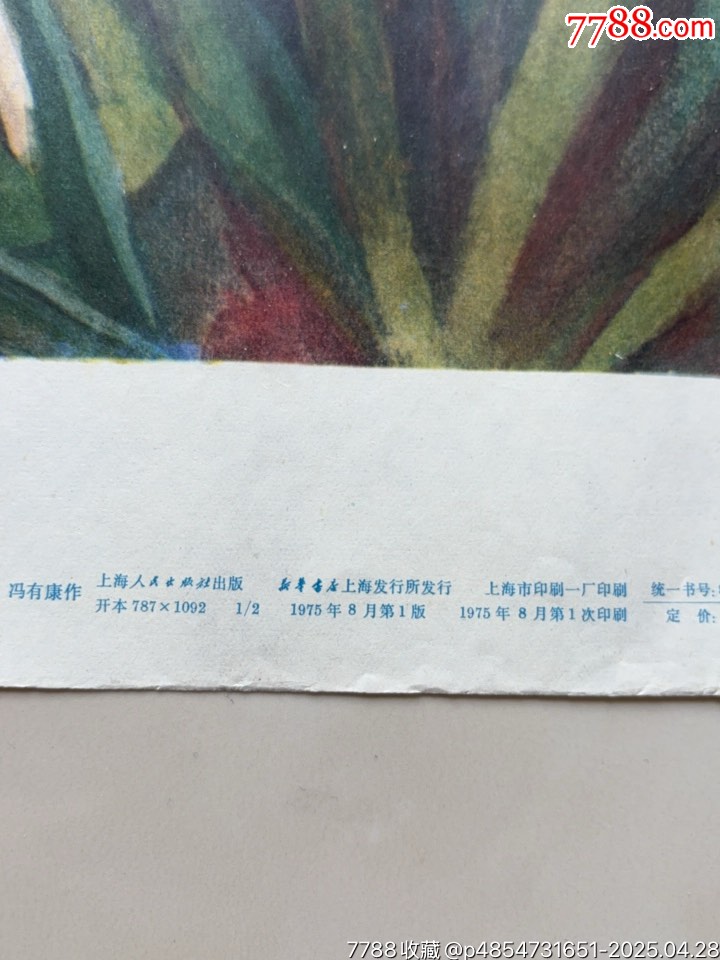 7788.com
冯有康作
上海人民出版社出版 新华书店上海发行所发行 上海市印刷一厂印刷 统一书号:
开本 787×1092 1/2 1975年8月第1版 1975年8月第1次印刷 定 价:
7788收藏 @p4854731651-2025.04.28